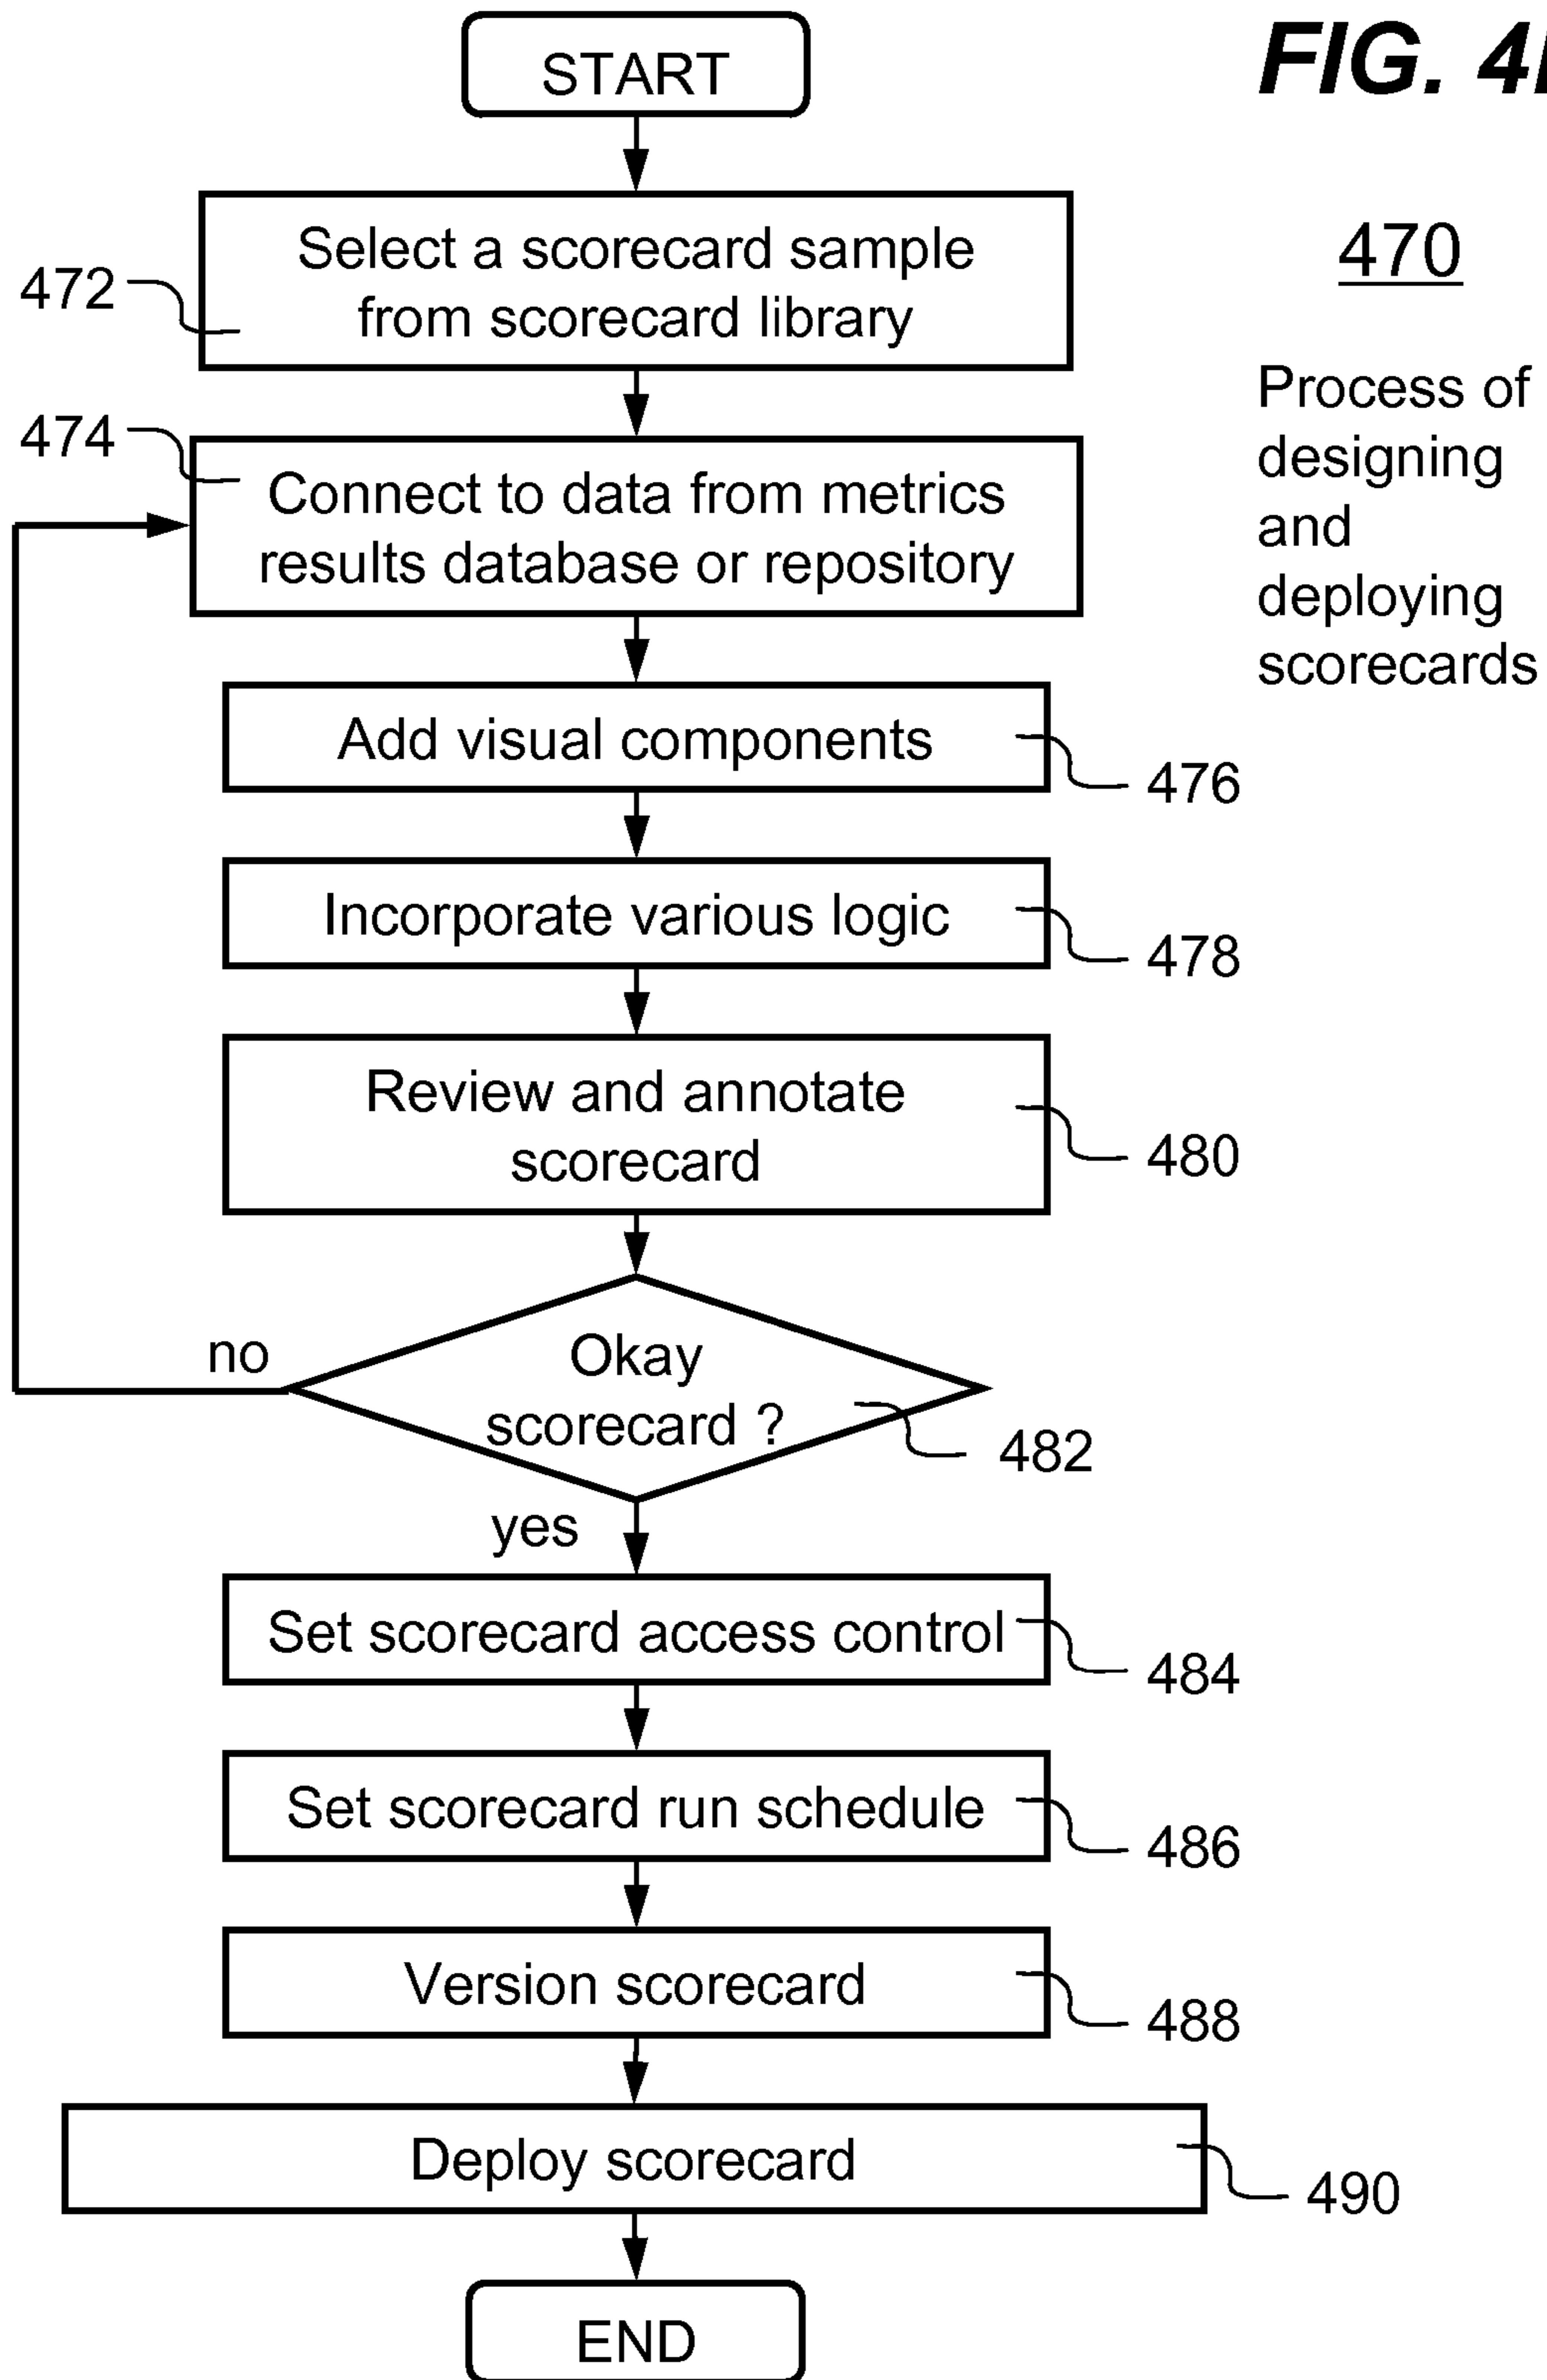 START
FIG. 4
470
Process of
designing
and
deploying
scorecards
Select a scorecard sample
from scorecard library
472
474
Connect to data from metrics
results database or repository
Add visual components
476
Incorporate various logic
478
Review and annotate
scorecard
480
no
Okay
scorecard ?
482
yes
Set scorecard access control
484
Set scorecard run schedule
486
Version scorecard
488
Deploy scorecard
490
END